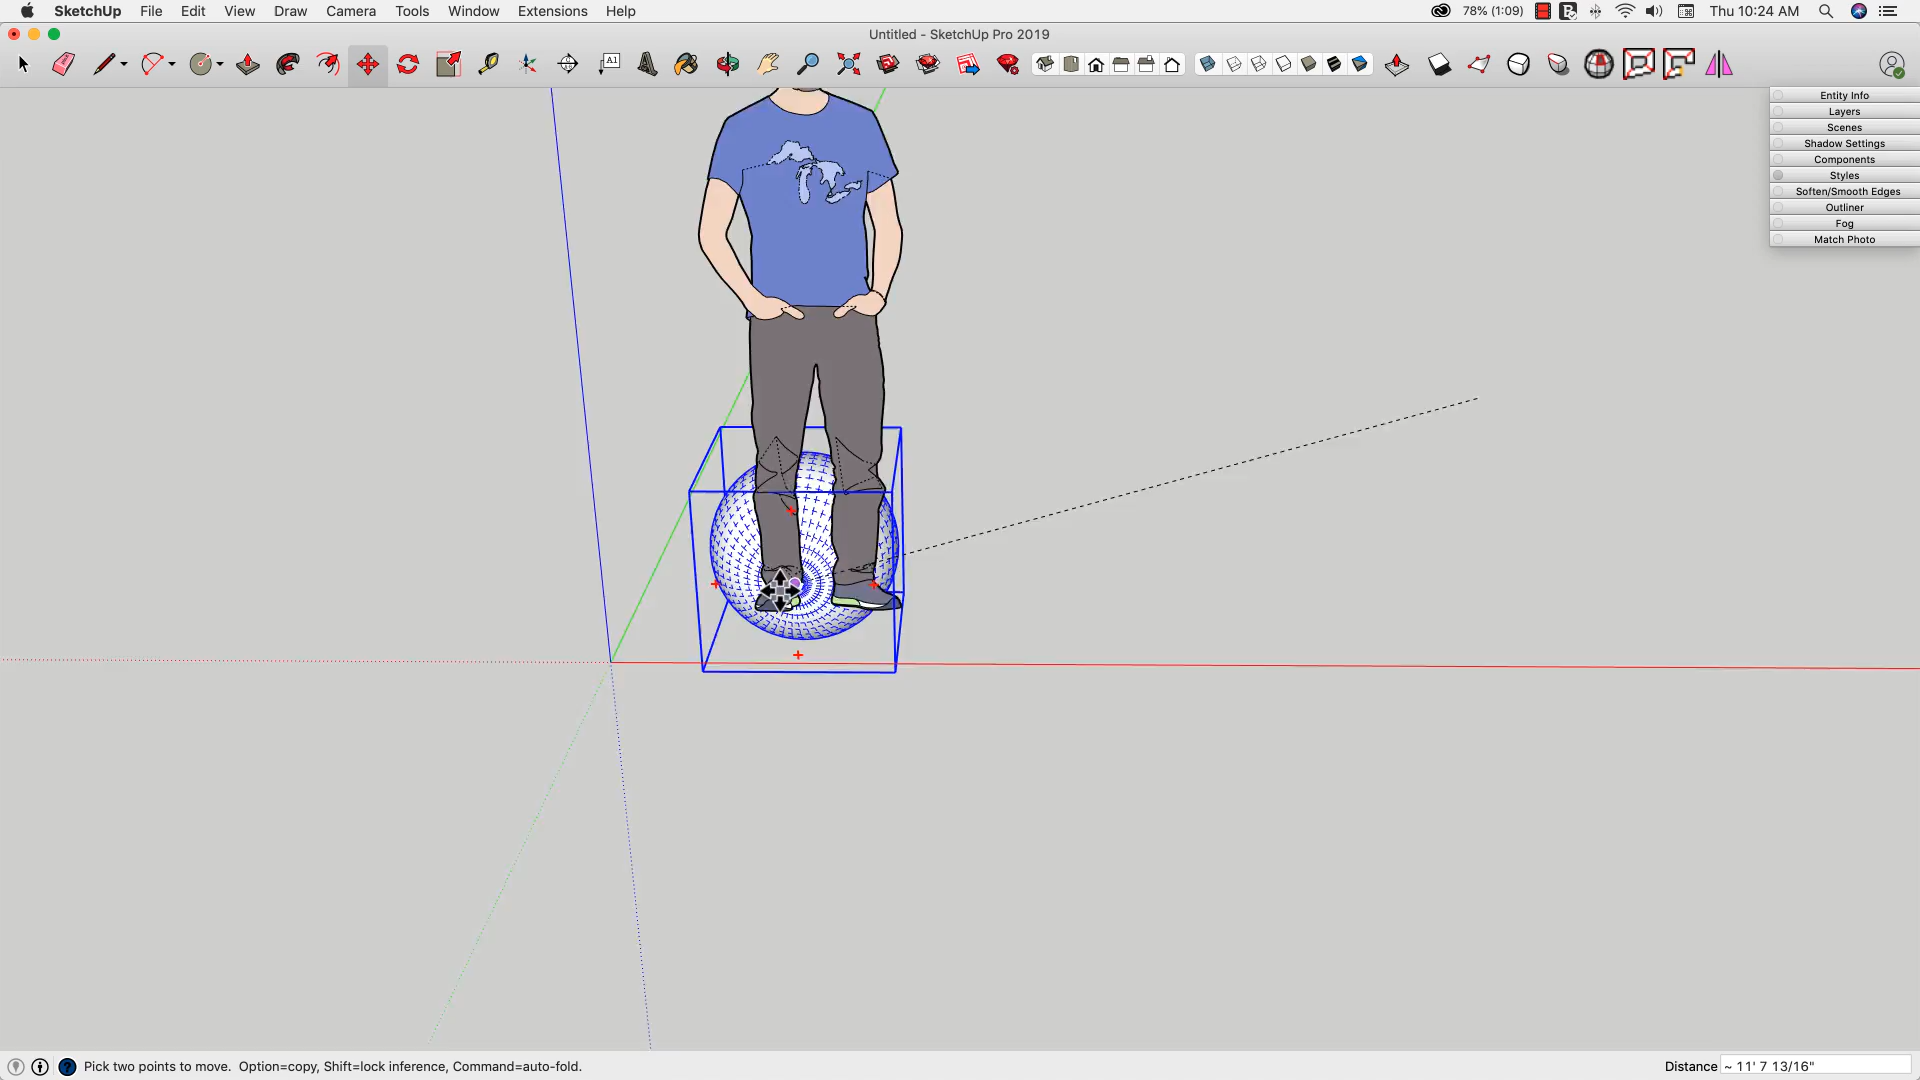 SketchUp File Edit View Draw Camera Tools Window Extensions Help 78% (1:09) Thu 10:24 AM
Untitled - SketchUp Pro 2019
A1
Entity Info
Layers
Scenes
Shadow Settings
Components
Styles
Soften/Smooth Edges
Outliner
Fog
Match Photo
Pick two points to move. Option=copy, Shift=lock inference, Command=auto-fold. Distance ~ 11' 7 13/16"